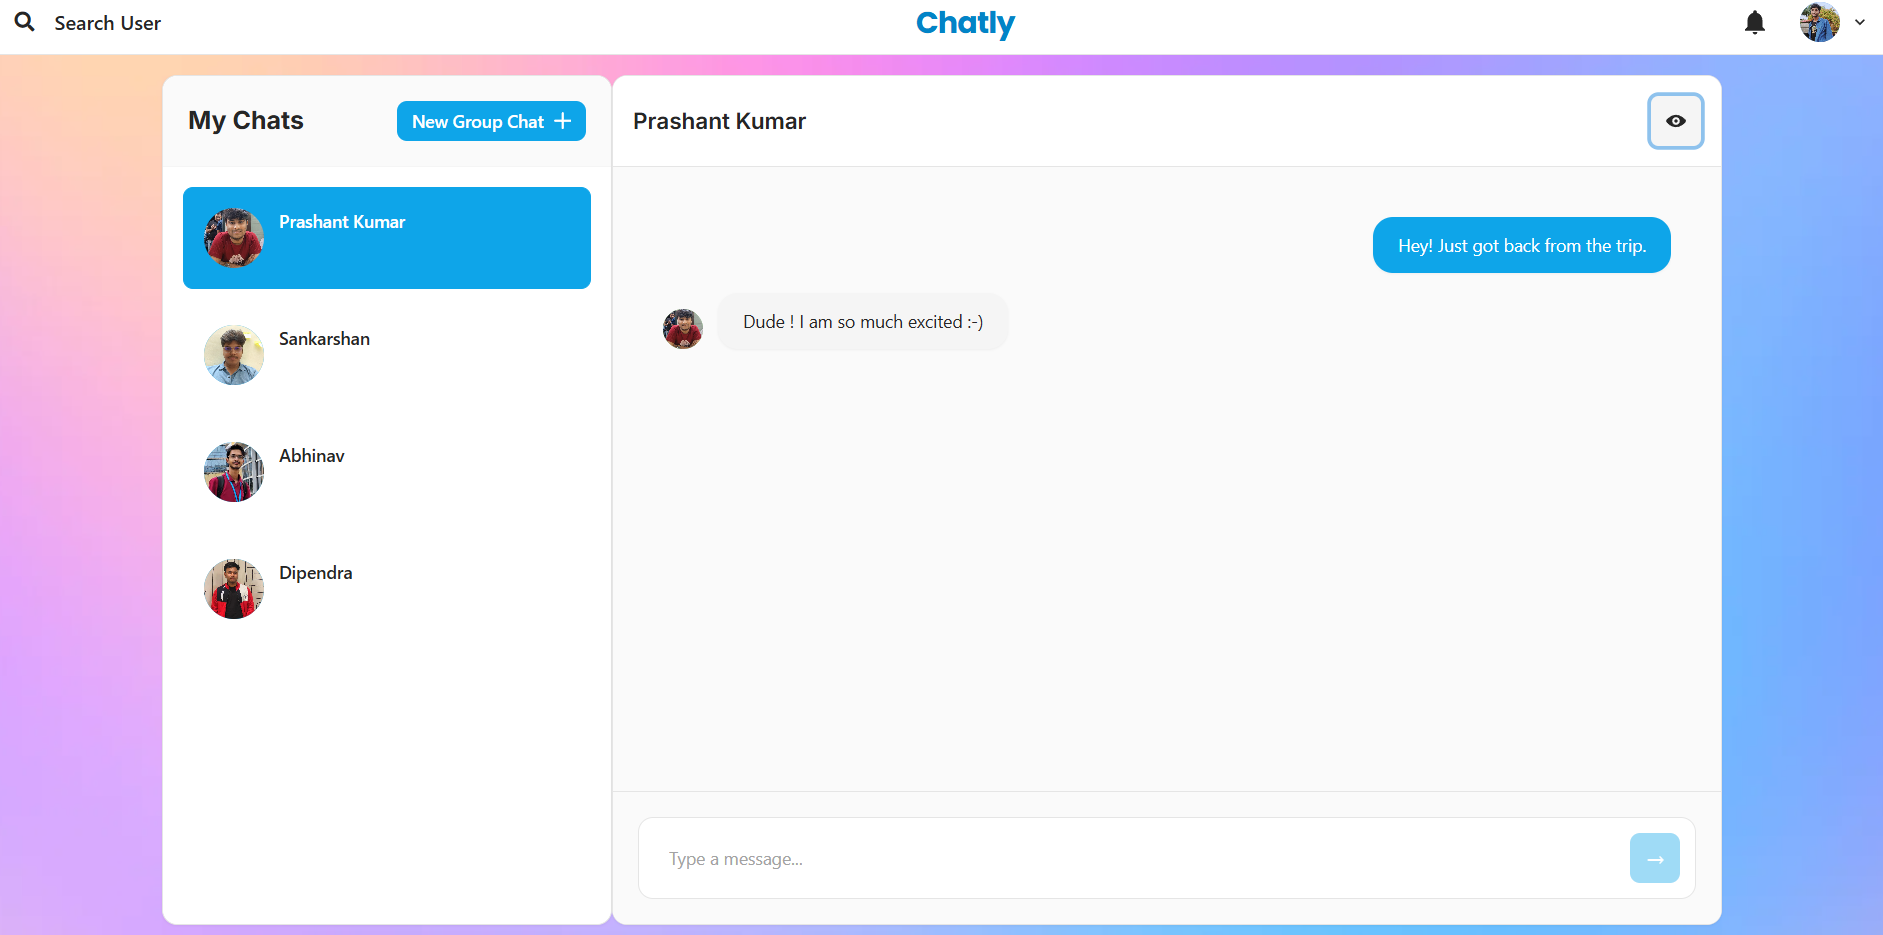 Search User
Chatly
My Chats
New Group Chat +
Prashant Kumar
Sankarshan
Abhinav
Dipendra
Prashant Kumar
Hey! Just got back from the trip.
Dude ! I am so much excited :-)
Type a message...
→